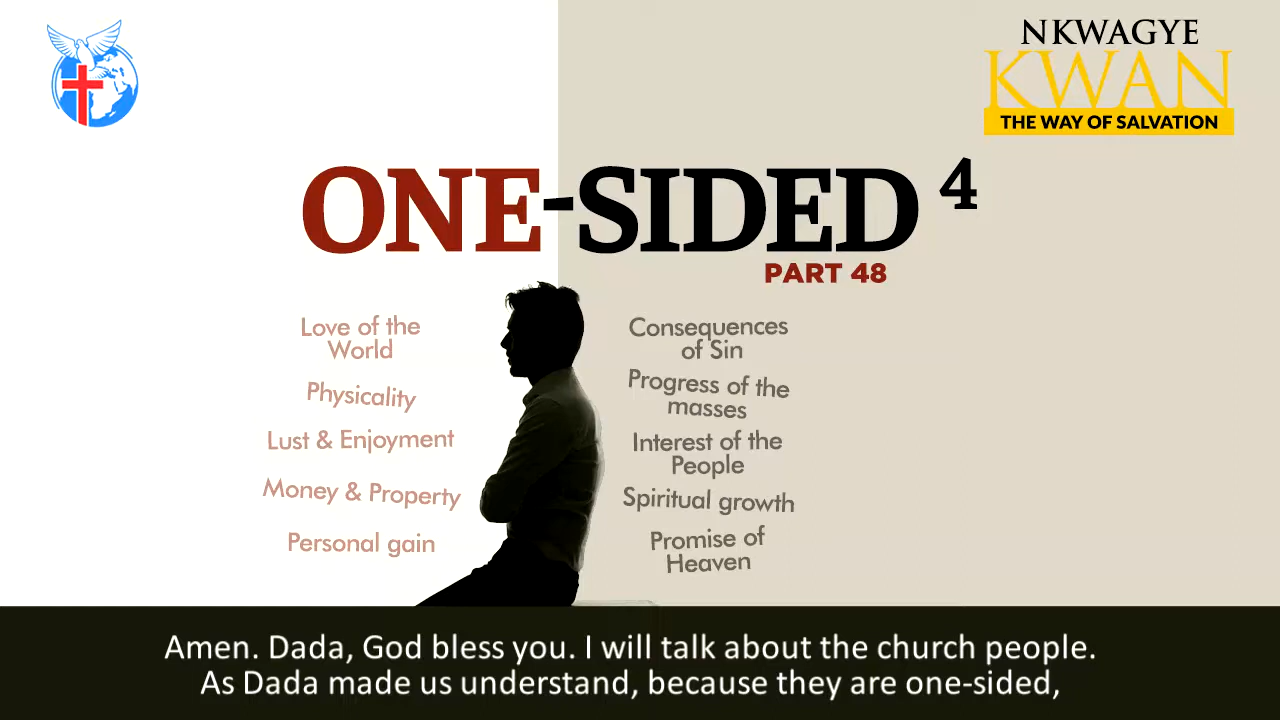 NKWAGYE
KWAN
THE WAY OF SALVATION
ONE-SIDED 4
PART 48
Love of the
World
Physicality
Lust & Enjoyment
Money & Property
Personal gain
Consequences
of Sin
Progress of the
masses
Interest of the
People
Spiritual growth
Promise of
Heaven
Amen. Dada, God bless you. I will talk about the church people.
As Dada made us understand, because they are one-sided,